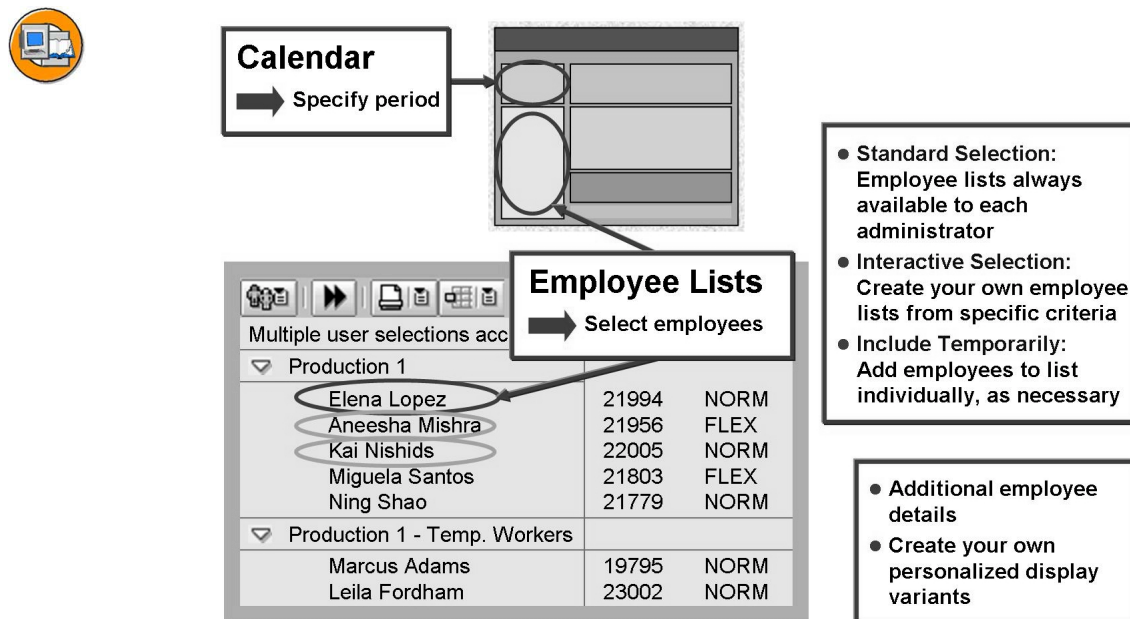 Calendar
Specify period
Employee Lists
Select employees
Multiple user selections acc
Production 1
Elena Lopez 21994 NORM
Aneesha Mishra 21956 FLEX
Kai Nishids 22005 NORM
Miguela Santos 21803 FLEX
Ning Shao 21779 NORM
Production 1 - Temp. Workers
Marcus Adams 19795 NORM
Leila Fordham 23002 NORM
● Standard Selection:
Employee lists always
available to each
administrator
● Interactive Selection:
Create your own employee
lists from specific criteria
● Include Temporarily:
Add employees to list
individually, as necessary
● Additional employee
details
● Create your own
personalized display
variants